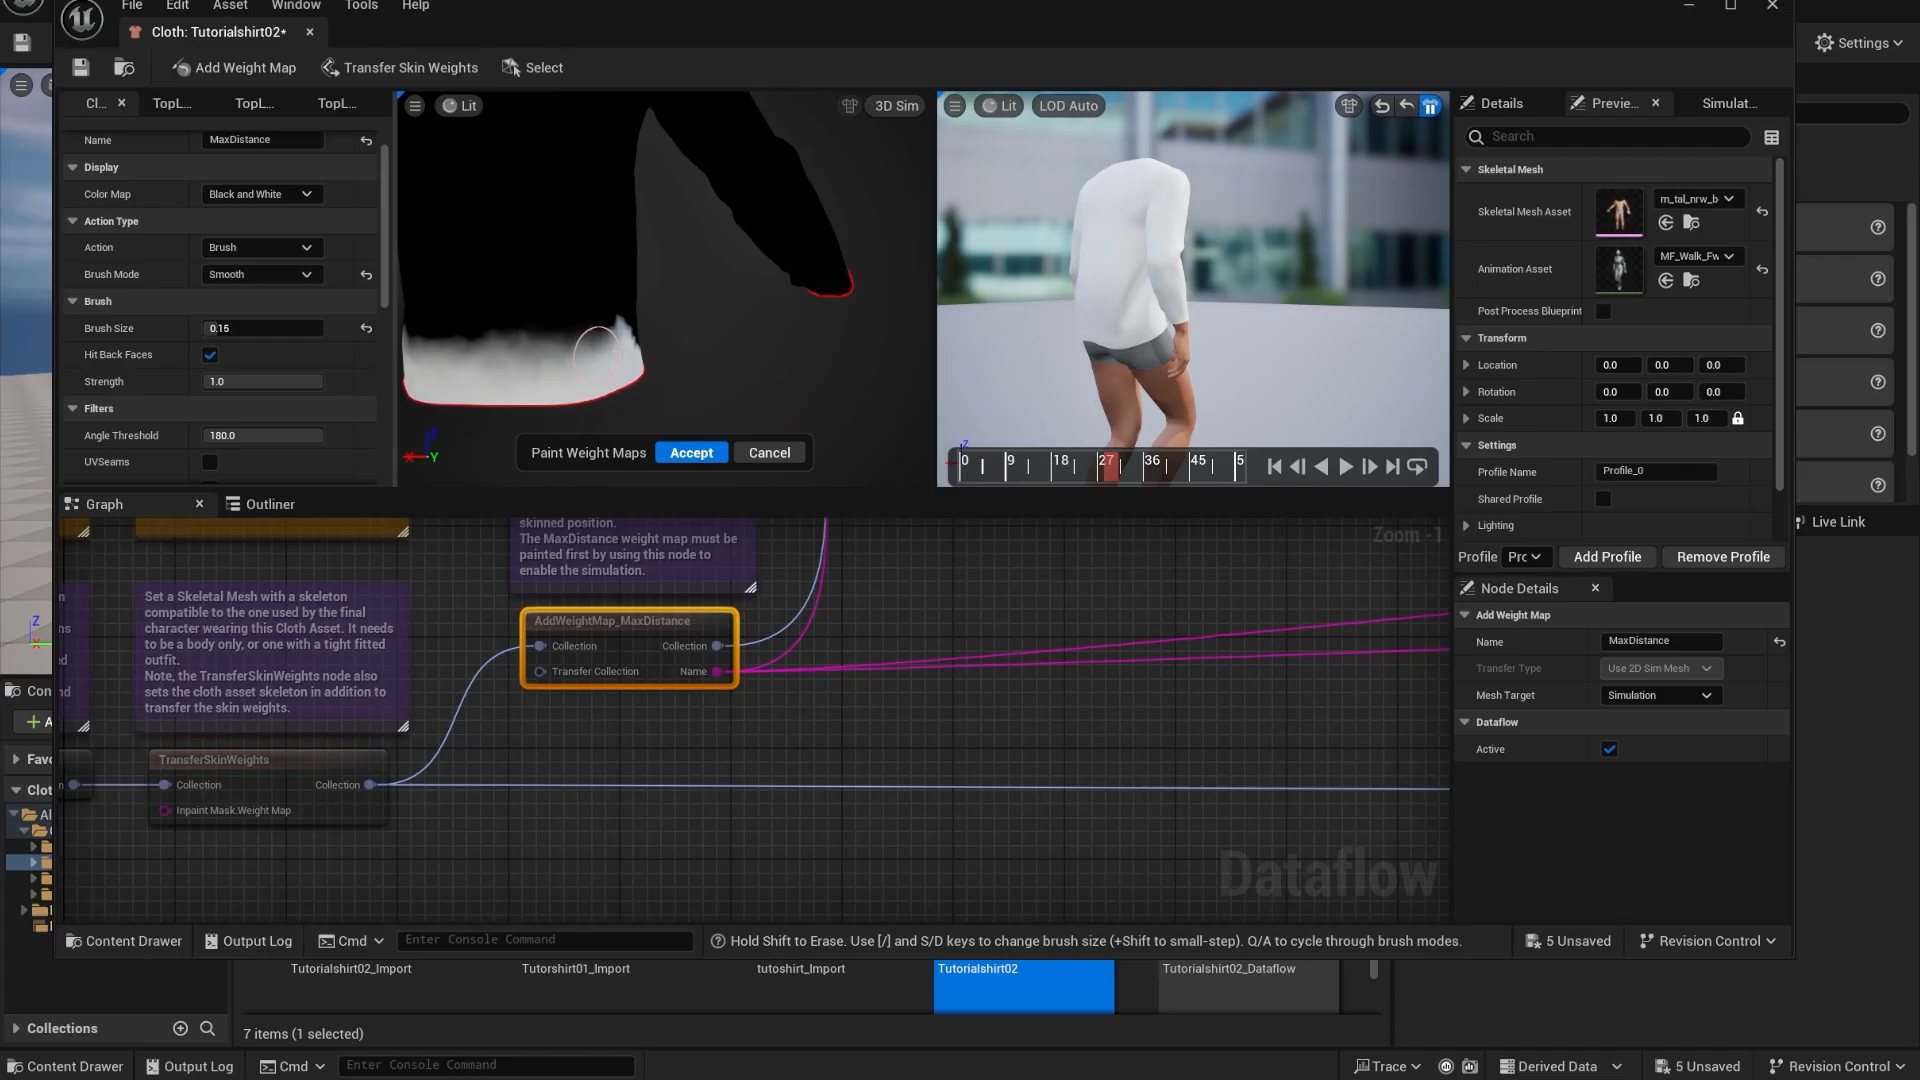 File Edit Asset Window Tools Help
Cloth: Tutorialshirt02*
Settings
Add Weight Map Transfer Skin Weights Select
Cl... TopL... TopL... TopL...
Name MaxDistance
Display
Color Map Black and White
Action Type
Action Brush
Brush Mode Smooth
Brush
Brush Size 0.15
Hit Back Faces
Strength 1.0
Filters
Angle Threshold 180.0
UVSeams
Lit 3D Sim
Paint Weight Maps Accept Cancel
Z
Y
Lit LOD Auto
0 9 18 27 36 45 5
Details Previe... Simulat...
Search
Skeletal Mesh
Skeletal Mesh Asset m_tal_nrw_b
Animation Asset MF_Walk_Fw
Post Process Blueprint
Transform
Location 0.0 0.0 0.0
Rotation 0.0 0.0 0.0
Scale 1.0 1.0 1.0
Settings
Profile Name Profile_0
Shared Profile
Lighting
Live Link
Profile Prc Add Profile Remove Profile
Node Details
Add Weight Map
Name MaxDistance
Transfer Type Use 2D Sim Mesh
Mesh Target Simulation
Dataflow
Active
Graph Outliner
Zoom -1
skinned position.
The MaxDistance weight map must be
painted first by using this node to
enable the simulation.
Set a Skeletal Mesh with a skeleton
compatible to the one used by the final
character wearing this Cloth Asset. It needs
to be a body only, or one with a tight fitted
outfit.
Note, the TransferSkinWeights node also
sets the cloth asset skeleton in addition to
transfer the skin weights.
AddWeightMap_MaxDistance
Collection Collection
Transfer Collection Name
TransferSkinWeights
Collection Collection
Inpaint Mask.Weight Map
Dataflow
Content Drawer Output Log Cmd Enter Console Command Hold Shift to Erase. Use [/] and S/D keys to change brush size (+Shift to small-step). Q/A to cycle through brush modes. 5 Unsaved Revision Control
Tutorialshirt02_Import Tutorshirt01_Import tutoshirt_Import Tutorialshirt02 Tutorialshirt02_Dataflow
Collections
7 items (1 selected)
Content Drawer Output Log Cmd Enter Console Command Trace Derived Data 5 Unsaved Revision Control